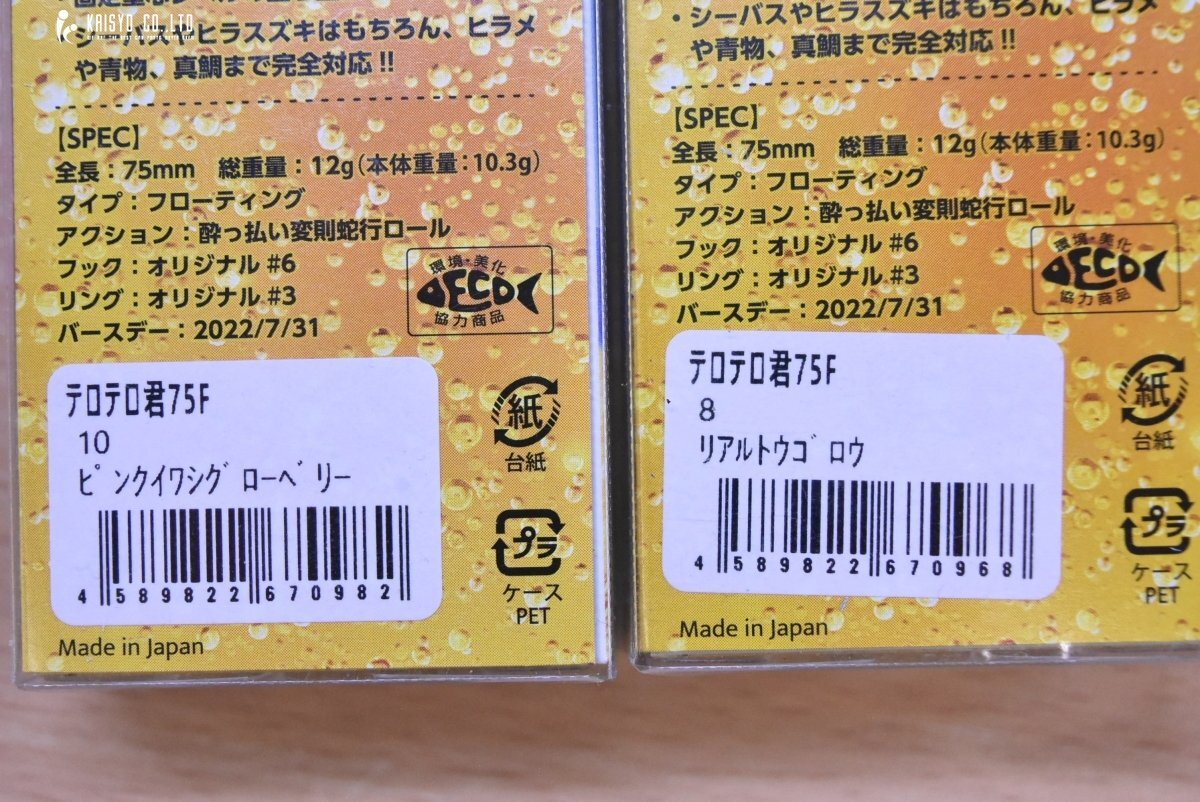 KAISYO CO.,LTD
シーバスやヒラスズキはもちろん、ヒラメ
や青物、真鯛まで完全対応!!
【SPEC】
全長:75mm 総重量:12g(本体重量:10.3g)
タイプ:フローティング
アクション:酔っ払い変則蛇行ロール
フック:オリジナル #6
リング:オリジナル #3
バースデー:2022/7/31
環境・美化
ECO
協力商品
テロテロ君75F
10
ピンクイワシグローベリー
4 589822 670982
紙
台紙
プラ
ケース
PET
Made in Japan
・シーバスやヒラスズキはもちろん、ヒラメ
や青物、真鯛まで完全対応!!
【SPEC】
全長:75mm 総重量:12g(本体重量:10.3g)
タイプ:フローティング
アクション:酔っ払い変則蛇行ロール
フック:オリジナル #6
リング:オリジナル #3
バースデー:2022/7/31
環境・美化
ECO
協力商品
テロテロ君75F
8
リアルトウゴロウ
4 589822 670968
紙
台紙
プラ
ケース
PET
Made in Japan